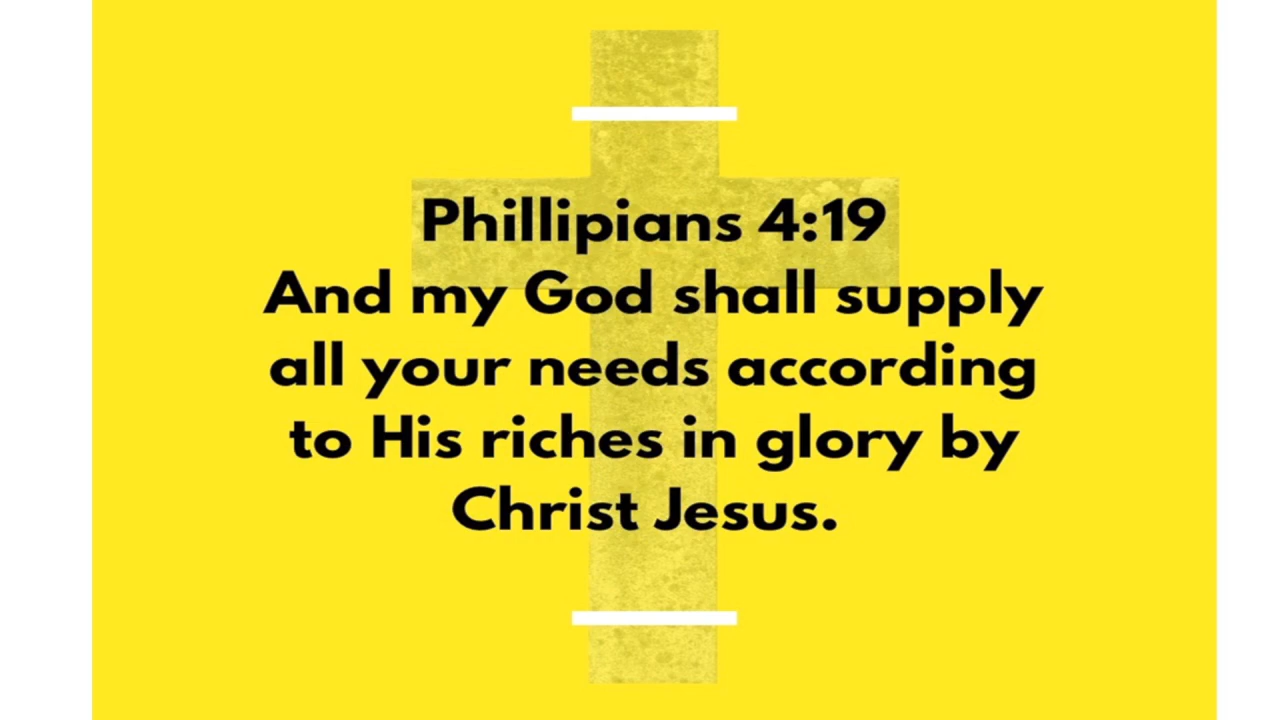 Phillipians 4:19
And my God shall supply
all your needs according
to His riches in glory by
Christ Jesus.